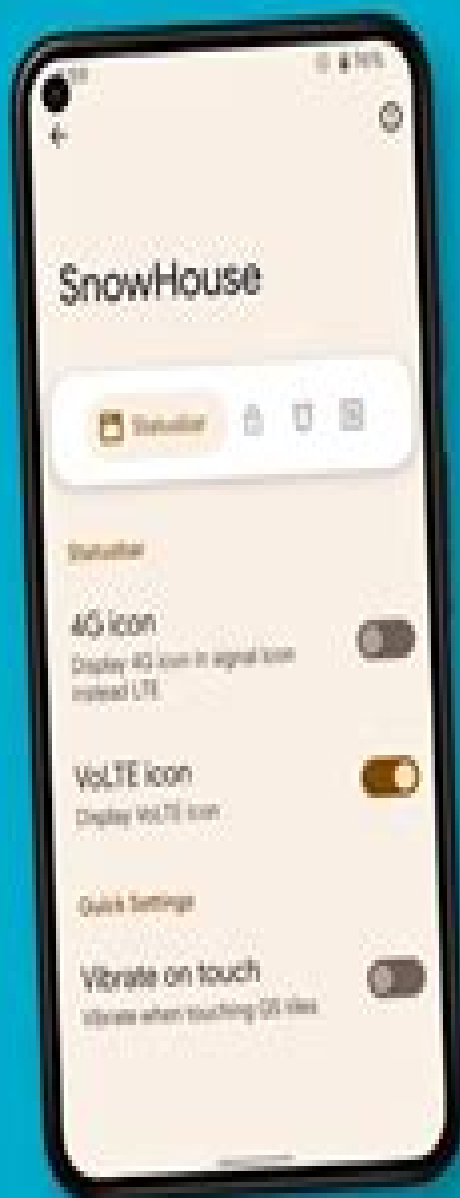 SnowHouse
StatusBar
StatusBar
4G icon
Display 4G icon in signal icon
instead LTE
VoLTE icon
Display VoLTE icon
Quick Settings
Vibrate on touch
Vibrate when touching QS tiles